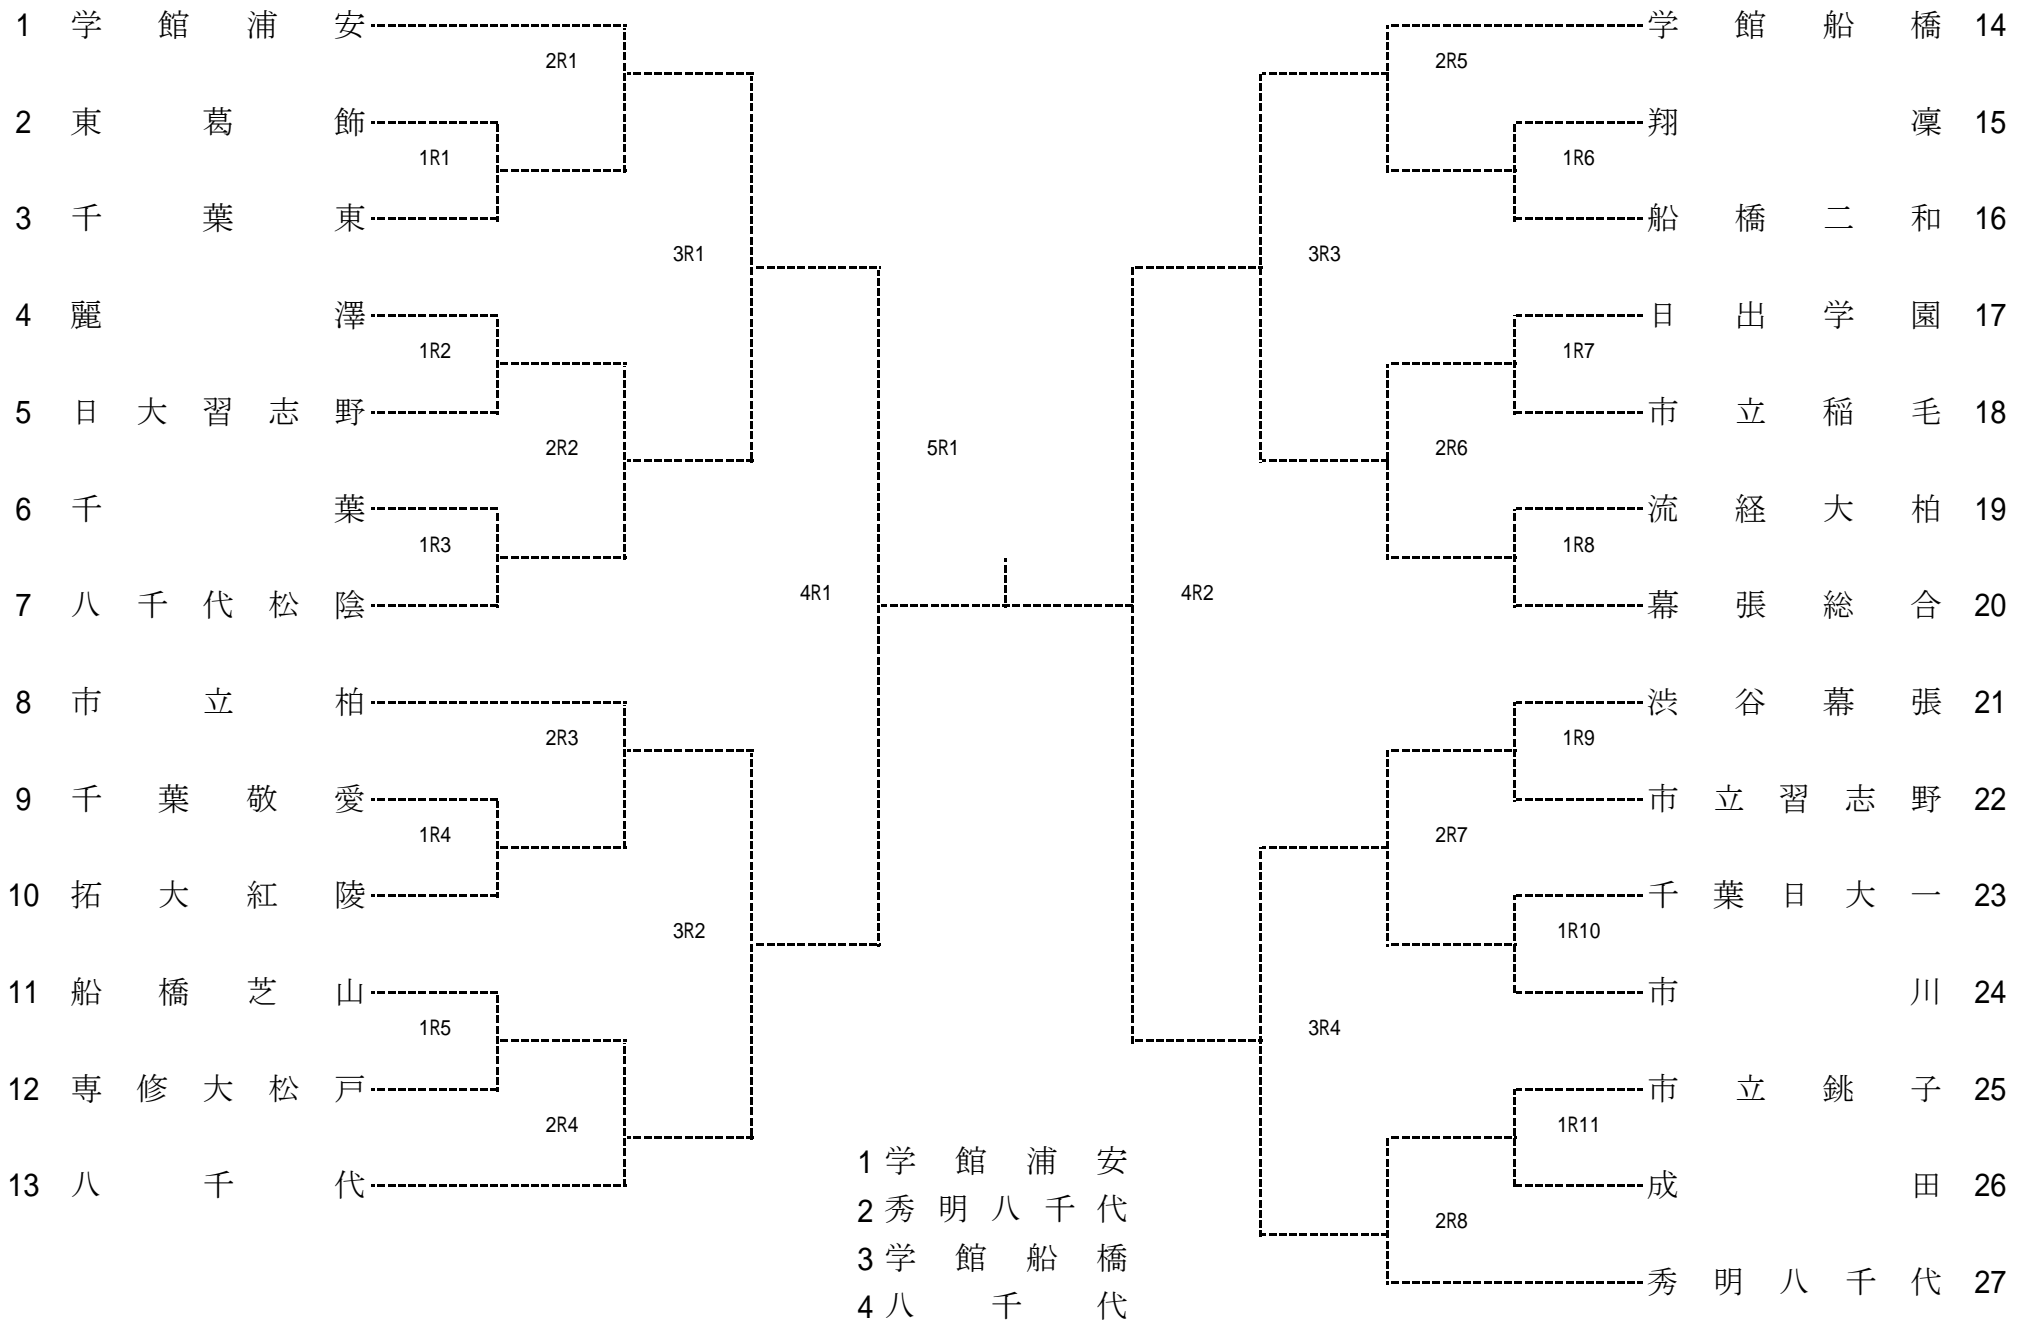 1 学館浦安
2R1
2 東葛飾
1R1
3 千葉東
3R1
4 麗澤
1R2
5 日大習志野
2R2
6 千葉
1R3
7 八千代松陰
4R1
8 市立柏
2R3
9 千葉敬愛
1R4
10 拓大紅陵
3R2
11 船橋芝山
1R5
12 専修大松戸
2R4
13 八千代
5R1
学館船橋 14
2R5
翔凜 15
1R6
船橋二和 16
3R3
日出学園 17
1R7
市立稲毛 18
2R6
流経大柏 19
1R8
幕張総合 20
4R2
渋谷幕張 21
1R9
市立習志野 22
2R7
千葉日大一 23
1R10
市川 24
3R4
市立銚子 25
1R11
成田 26
2R8
秀明八千代 27
1 学館浦安
2 秀明八千代
3 学館船橋
4 八千代